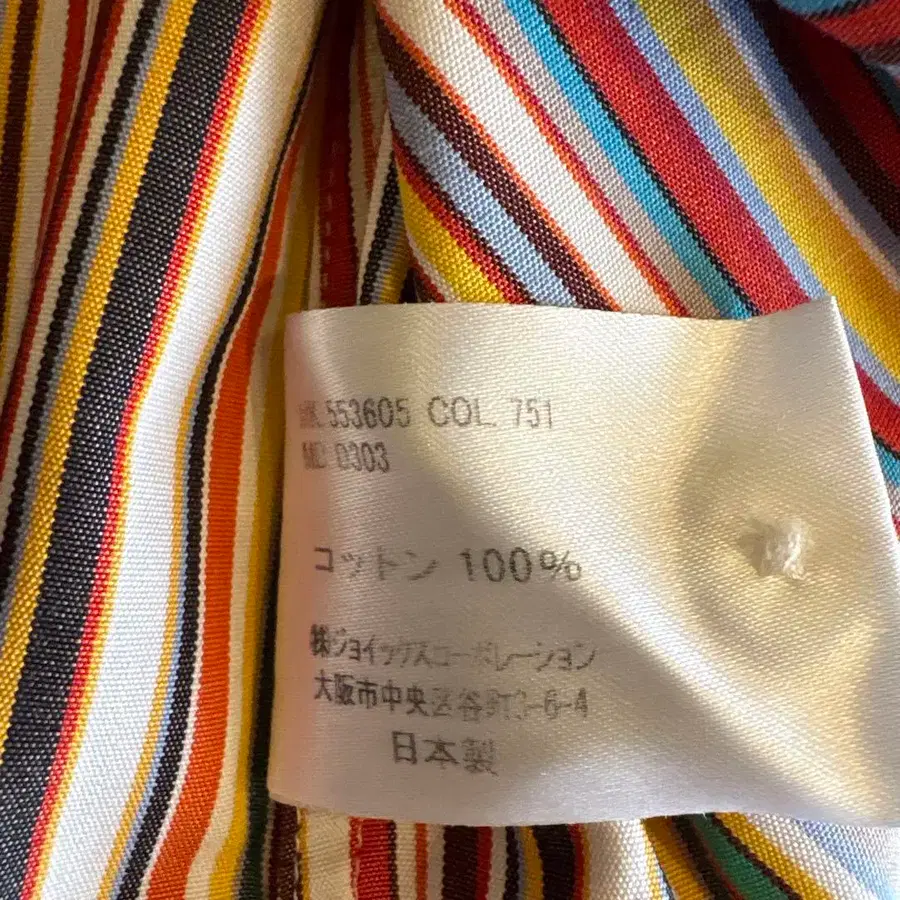 553605 COL. 751
0303
コットン 100%
㈱ジョイックスコーポレーション
大阪市中央区谷町3-6-4
日本製